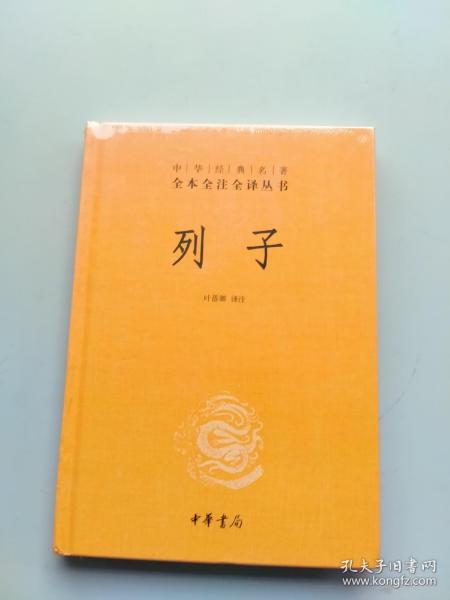 中华经典名著
全本全注全译丛书
列子
叶蓓卿 译注
中華書局
孔夫子旧书网
www.kongfz.com